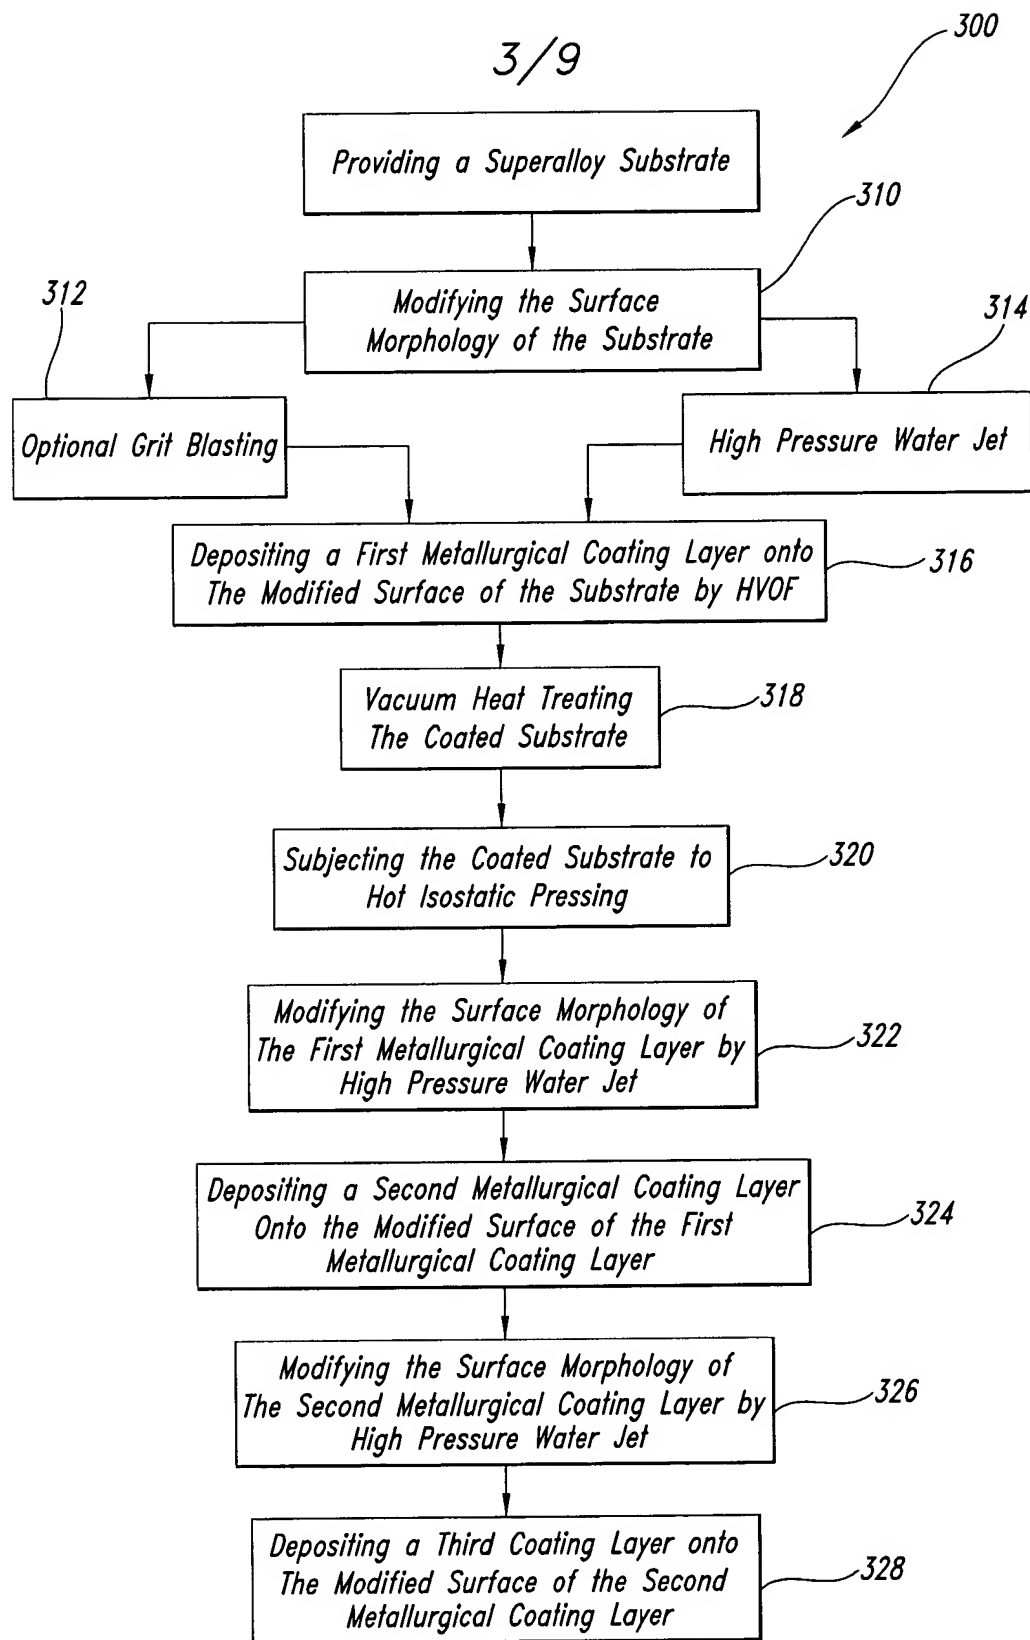 3/9
300
Providing a Superalloy Substrate
310
Modifying the Surface
Morphology of the Substrate
312
314
Optional Grit Blasting
High Pressure Water Jet
Depositing a First Metallurgical Coating Layer onto
The Modified Surface of the Substrate by HVOF
316
Vacuum Heat Treating
The Coated Substrate
318
Subjecting the Coated Substrate to
Hot Isostatic Pressing
320
Modifying the Surface Morphology of
The First Metallurgical Coating Layer by
High Pressure Water Jet
322
Depositing a Second Metallurgical Coating Layer
Onto the Modified Surface of the First
Metallurgical Coating Layer
324
Modifying the Surface Morphology of
The Second Metallurgical Coating Layer by
High Pressure Water Jet
326
Depositing a Third Coating Layer onto
The Modified Surface of the Second
Metallurgical Coating Layer
328